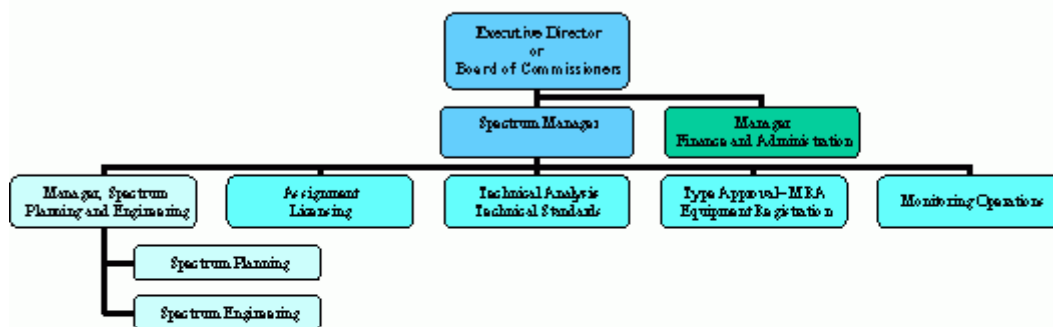 Executive Director
or
Board of Commissioners
Spectrum Manager
Manager
Finance and Administration
Manager, Spectrum
Planning and Engineering
Assignment
Licensing
Technical Analysis
Technical Standards
Type Approval–MRA
Equipment Registration
Monitoring Operations
Spectrum Planning
Spectrum Engineering